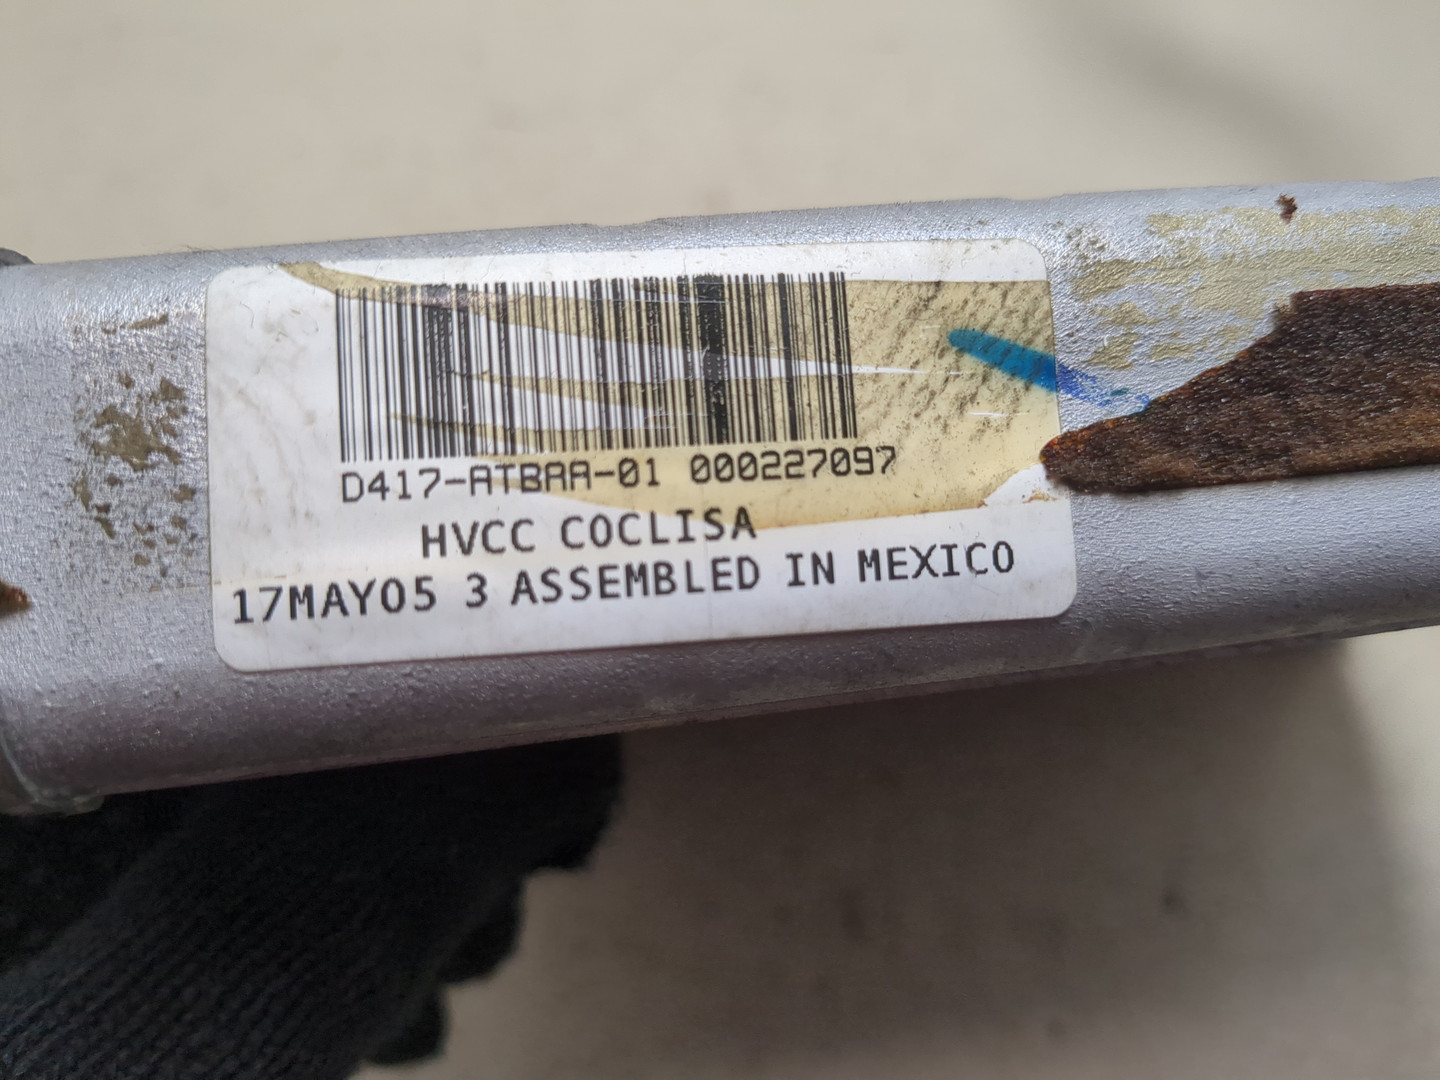 D417-ATBAA-01 000227097
HVCC COCLISA
17MAY05 3 ASSEMBLED IN MEXICO